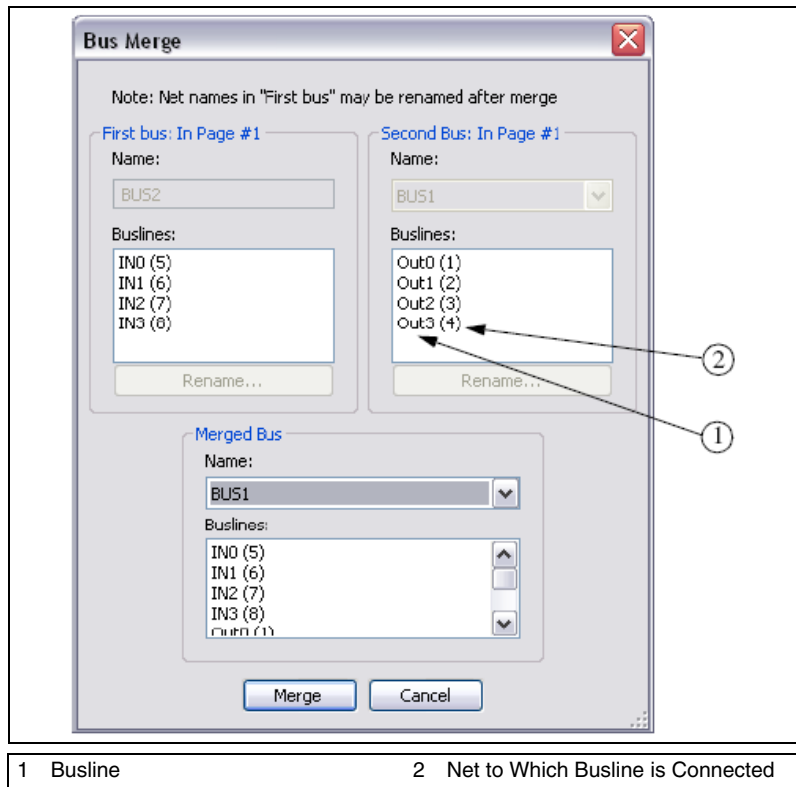 Bus Merge
Note: Net names in "First bus" may be renamed after merge
First bus: In Page #1
Name:
BUS2
Buslines:
IN0 (5)
IN1 (6)
IN2 (7)
IN3 (8)
Rename...
Second Bus: In Page #1
Name:
BUS1
Buslines:
Out0 (1)
Out1 (2)
Out2 (3)
Out3 (4)
Rename...
2
1
Merged Bus
Name:
BUS1
Buslines:
IN0 (5)
IN1 (6)
IN2 (7)
IN3 (8)
Out0 (1)
Merge
Cancel
1 Busline
2 Net to Which Busline is Connected